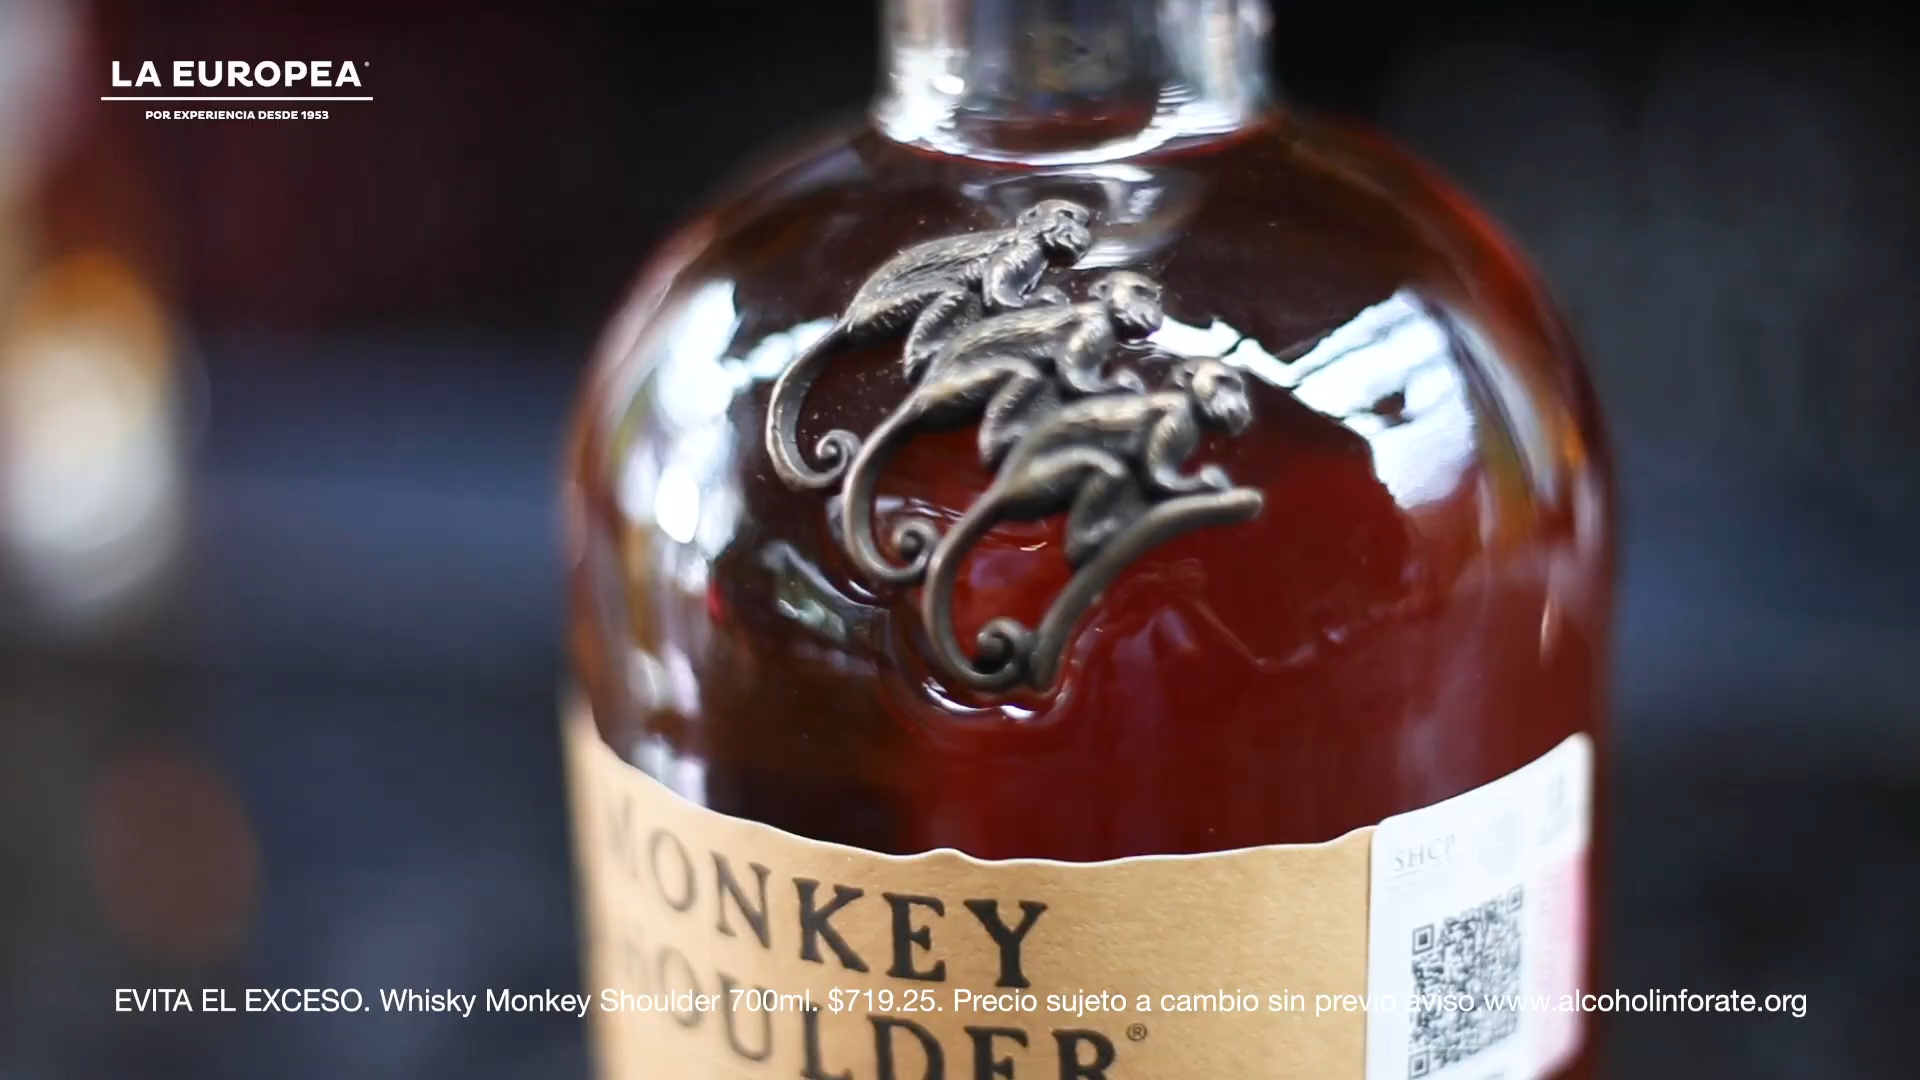 LA EUROPEA
POR EXPERIENCIA DESDE 1953
MONKEY
SHOULDER®
SHCP
EVITA EL EXCESO. Whisky Monkey Shoulder 700ml. $719.25. Precio sujeto a cambio sin previo aviso.www.alcoholinforate.org